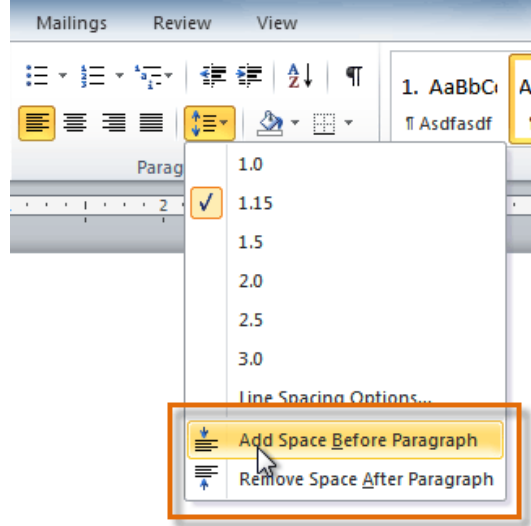 Mailings Review View
1. AaBbC
¶ Asdfasdf
Parag
2
1.0
1.15
1.5
2.0
2.5
3.0
Line Spacing Options...
Add Space Before Paragraph
Remove Space After Paragraph